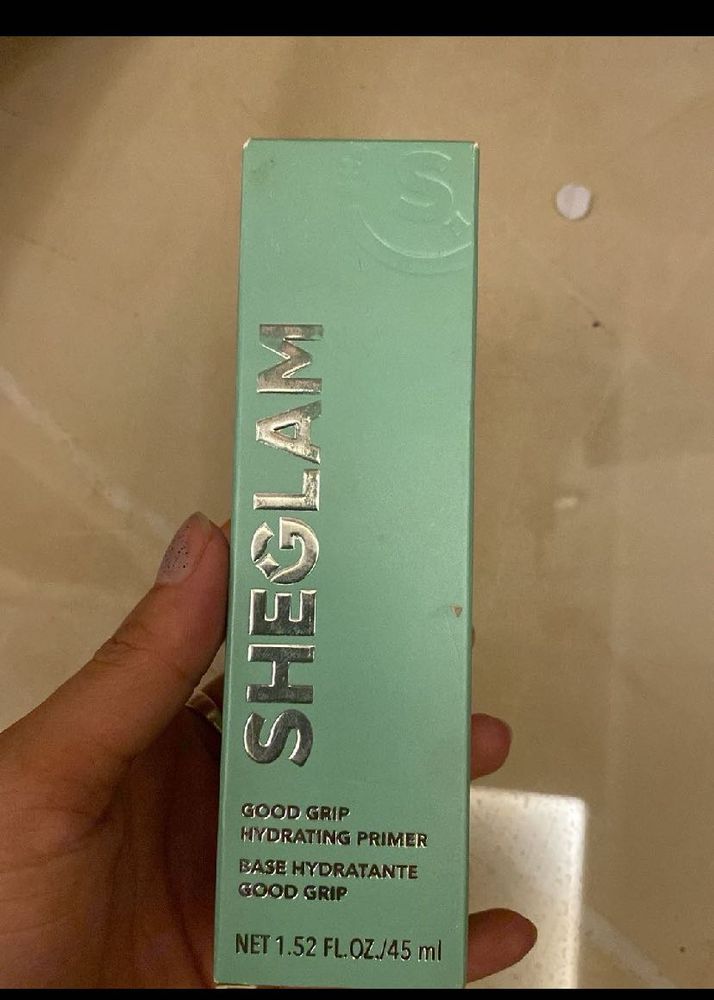 SHEGLAM
GOOD GRIP
HYDRATING PRIMER
BASE HYDRATANTE
GOOD GRIP
NET 1.52 FL.OZ./45 ml